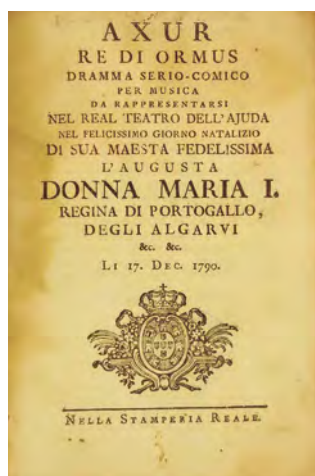 AXUR
RE DI ORMUS
DRAMMA SERIO-COMICO
PER MUSICA
DA RAPPRESENTARSI
NEL REAL TEATRO DELL'AJUDA
NEL FELICISSIMO GIORNO NATALIZIO
DI SUA MAESTA FEDELISSIMA
L'AUGUSTA
DONNA MARIA I.
REGINA DI PORTOGALLO,
DEGLI ALGARVI
&c. &c.
LI 17. DEC. 1790.
NELLA STAMPERIA REALE.